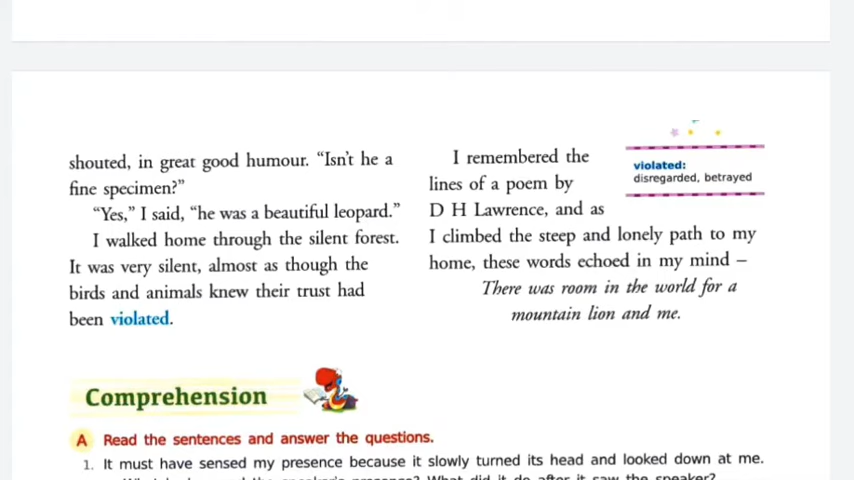 shouted, in great good humour. “Isn’t he a
fine specimen?”
“Yes,” I said, “he was a beautiful leopard.”
I walked home through the silent forest.
It was very silent, almost as though the
birds and animals knew their trust had
been violated.
I remembered the
lines of a poem by
D H Lawrence, and as
I climbed the steep and lonely path to my
home, these words echoed in my mind –
There was room in the world for a
mountain lion and me.
violated:
disregarded, betrayed
Comprehension
A Read the sentences and answer the questions.
1. It must have sensed my presence because it slowly turned its head and looked down at me.